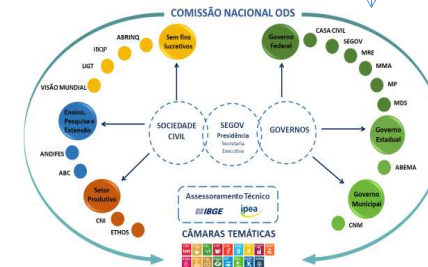 COMISSÃO NACIONAL ODS
Sem fins
lucrativos
ABRINQ
UGT
VISÃO MUNDIAL
Ensino,
Pesquisa e
Extensão
ANDIFES
ABC
Setor
Produtivo
CNI
ETHOS
SOCIEDADE
CIVIL
SEGOV
Presidência
Secretaria
Executiva
GOVERNOS
Governo
Federal
CASA CIVIL
SEGOV
MRE
MMA
MP
MDS
Governo
Estadual
ABEMA
Governo
Municipal
CNM
Assessoramento Técnico
IBGE
ipea
CÂMARAS TEMÁTICAS